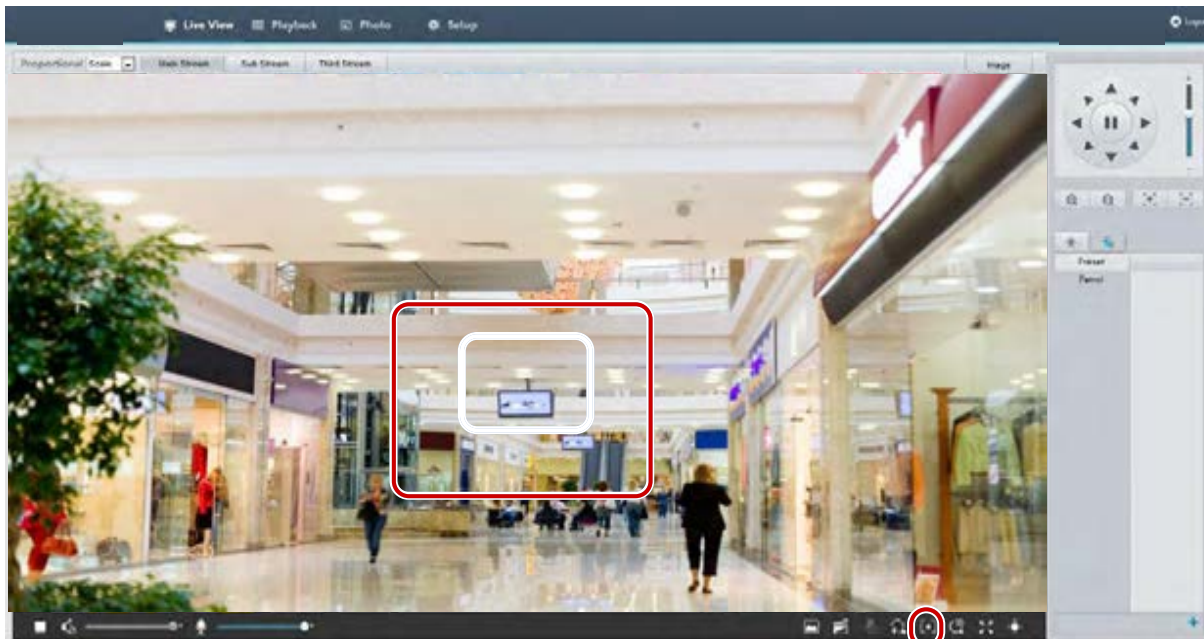 Live View Playback Photo Setup
Proportional Scale Main Stream Sub Stream Third Stream Image
Preset
Patrol